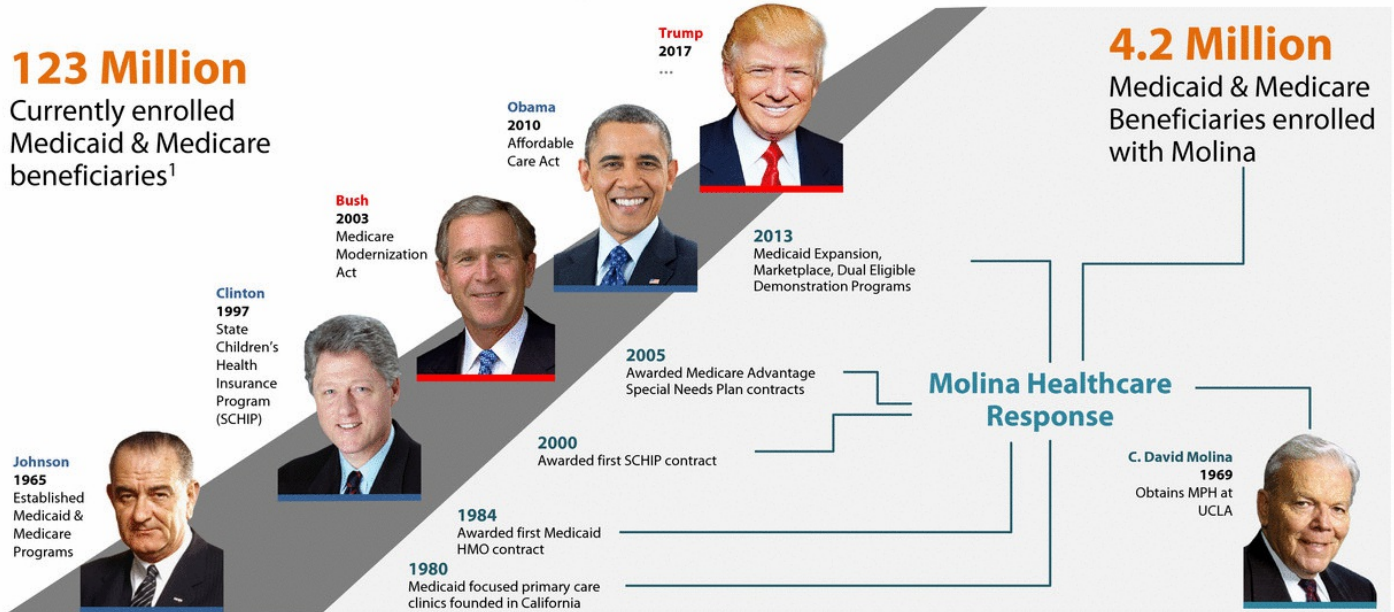 123 Million
Currently enrolled
Medicaid & Medicare
beneficiaries¹
Johnson
1965
Established
Medicaid &
Medicare
Programs
Clinton
1997
State
Children's
Health
Insurance
Program
(SCHIP)
Bush
2003
Medicare
Modernization
Act
Obama
2010
Affordable
Care Act
Trump
2017
...
4.2 Million
Medicaid & Medicare
Beneficiaries enrolled
with Molina
2013
Medicaid Expansion,
Marketplace, Dual Eligible
Demonstration Programs
2005
Awarded Medicare Advantage
Special Needs Plan contracts
2000
Awarded first SCHIP contract
1984
Awarded first Medicaid
HMO contract
1980
Medicaid focused primary care
clinics founded in California
Molina Healthcare
Response
C. David Molina
1969
Obtains MPH at
UCLA